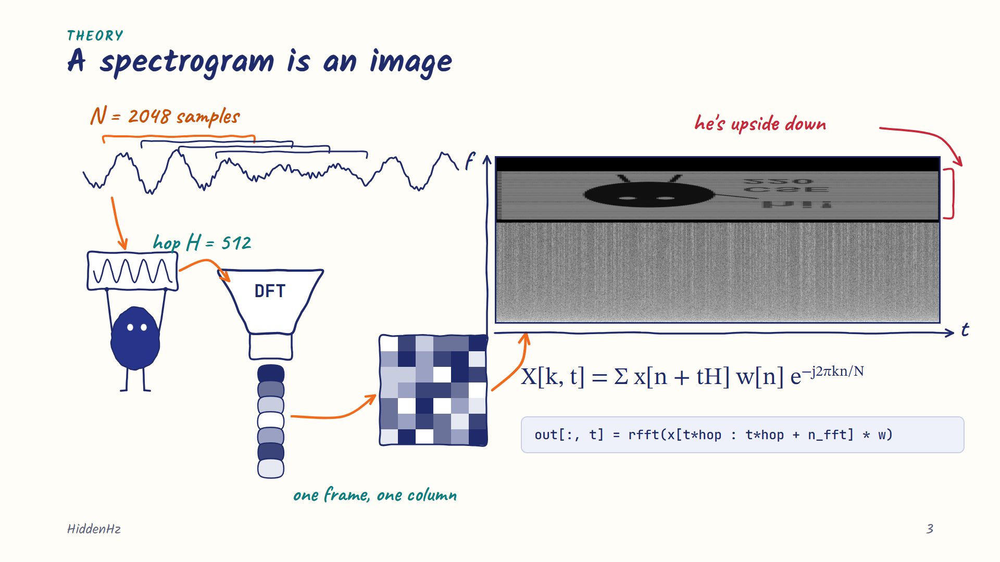 THEORY
A spectrogram is an image
N = 2048 samples
he's upside down
f
hop H = 512
DFT
t
X[k, t] = Σ x[n + tH] w[n] e−j2πkn/N
out[:, t] = rfft(x[t*hop : t*hop + n_fft] * w)
one frame, one column
HiddenHz
3